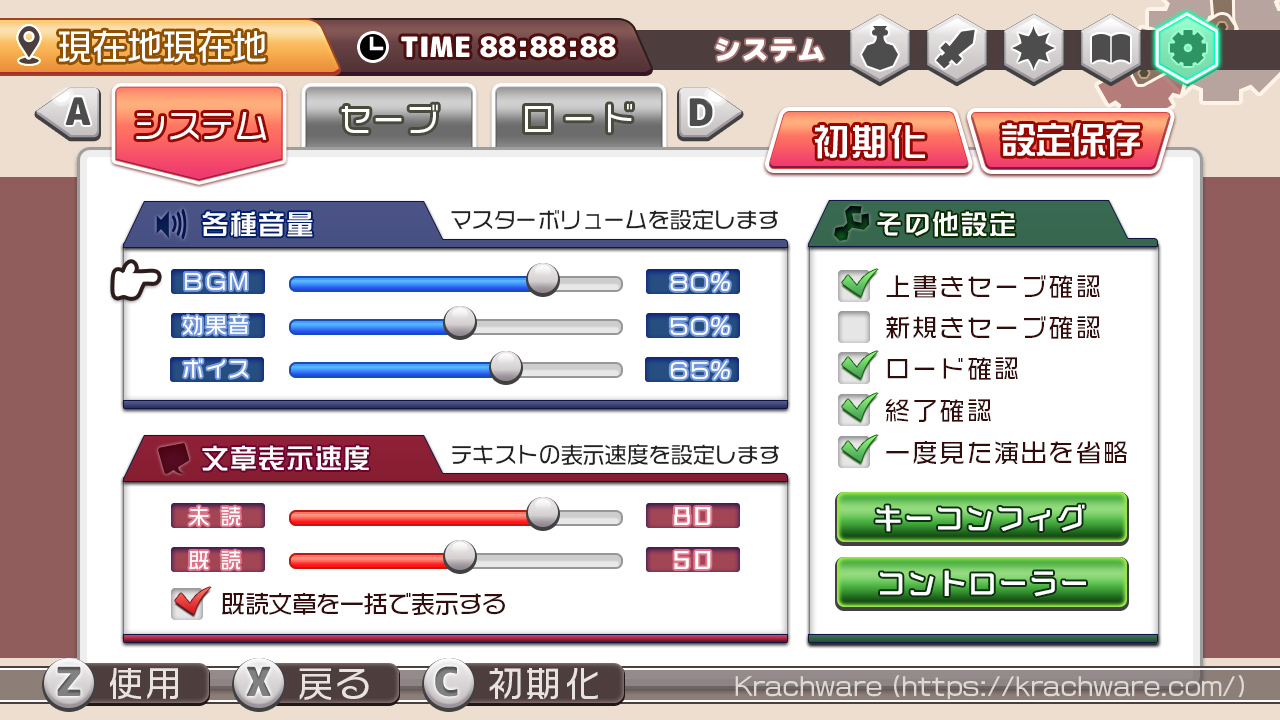 現在地現在地
TIME 88:88:88
システム
A
システム
セーブ
ロード
D
初期化
設定保存
各種音量
マスターボリュームを設定します
BGM
80%
効果音
50%
ボイス
65%
文章表示速度
テキストの表示速度を設定します
未読
80
既読
50
既読文章を一括で表示する
その他設定
上書きセーブ確認
新規きセーブ確認
ロード確認
終了確認
一度見た演出を省略
キーコンフィグ
コントローラー
Z 使用
X 戻る
C 初期化
Krachware (https://krachware.com/)